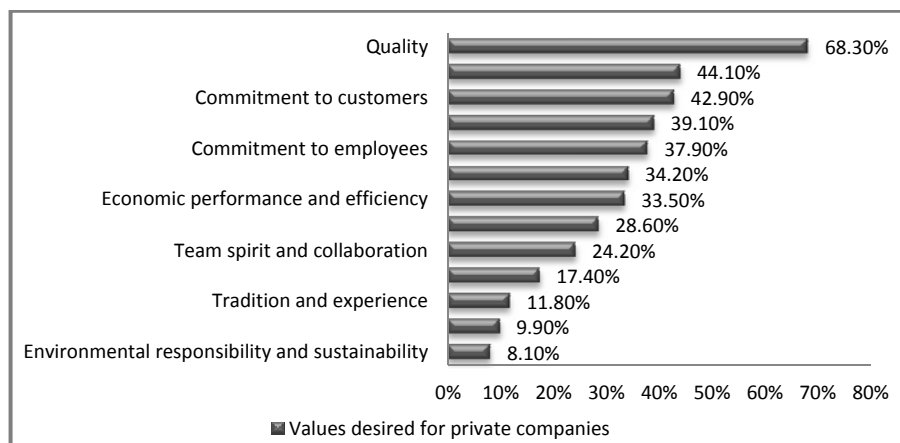 Quality 68.30%
44.10%
Commitment to customers 42.90%
39.10%
Commitment to employees 37.90%
34.20%
Economic performance and efficiency 33.50%
28.60%
Team spirit and collaboration 24.20%
17.40%
Tradition and experience 11.80%
9.90%
Environmental responsibility and sustainability 8.10%
0% 10% 20% 30% 40% 50% 60% 70% 80%
Values desired for private companies